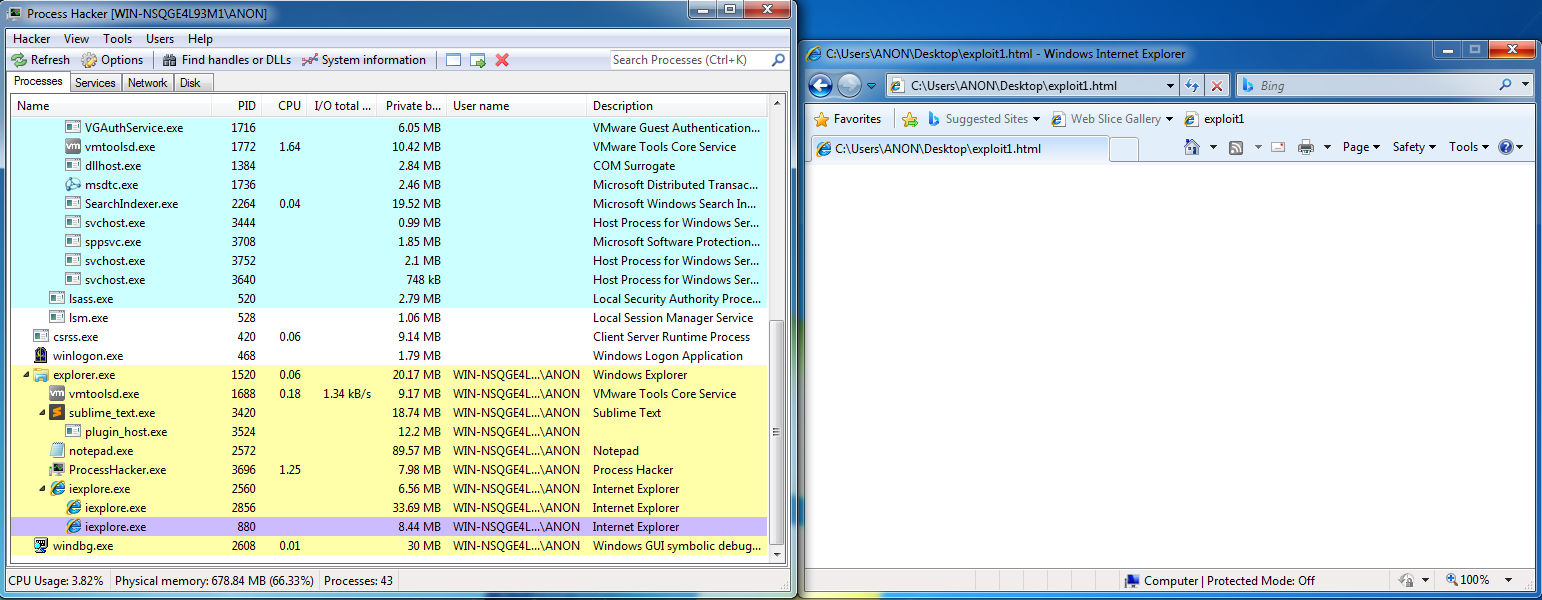 Process Hacker [WIN-NSQGE4L93M1\ANON]
Hacker View Tools Users Help
Refresh Options Find handles or DLLs System information Search Processes (Ctrl+K)
Processes Services Network Disk
Name PID CPU I/O total ... Private b... User name Description
VGAuthService.exe 1716 6.05 MB VMware Guest Authentication...
vmtoolsd.exe 1772 1.64 10.42 MB VMware Tools Core Service
dllhost.exe 1384 2.84 MB COM Surrogate
msdtc.exe 1736 2.46 MB Microsoft Distributed Transac...
SearchIndexer.exe 2264 0.04 19.52 MB Microsoft Windows Search In...
svchost.exe 3444 0.99 MB Host Process for Windows Ser...
sppsvc.exe 3708 1.85 MB Microsoft Software Protection...
svchost.exe 3752 2.1 MB Host Process for Windows Ser...
svchost.exe 3640 748 kB Host Process for Windows Ser...
lsass.exe 520 2.79 MB Local Security Authority Proce...
lsm.exe 528 1.06 MB Local Session Manager Service
csrss.exe 420 0.06 9.14 MB Client Server Runtime Process
winlogon.exe 468 1.79 MB Windows Logon Application
explorer.exe 1520 0.06 20.17 MB WIN-NSQGE4L...\ANON Windows Explorer
vmtoolsd.exe 1688 0.18 1.34 kB/s 9.17 MB WIN-NSQGE4L...\ANON VMware Tools Core Service
sublime_text.exe 3420 18.74 MB WIN-NSQGE4L...\ANON Sublime Text
plugin_host.exe 3524 12.2 MB WIN-NSQGE4L...\ANON
notepad.exe 2572 89.57 MB WIN-NSQGE4L...\ANON Notepad
ProcessHacker.exe 3696 1.25 7.98 MB WIN-NSQGE4L...\ANON Process Hacker
iexplore.exe 2560 6.56 MB WIN-NSQGE4L...\ANON Internet Explorer
iexplore.exe 2856 33.69 MB WIN-NSQGE4L...\ANON Internet Explorer
iexplore.exe 880 8.44 MB WIN-NSQGE4L...\ANON Internet Explorer
windbg.exe 2608 0.01 30 MB WIN-NSQGE4L...\ANON Windows GUI symbolic debug...
CPU Usage: 3.82% Physical memory: 678.84 MB (66.33%) Processes: 43
C:\Users\ANON\Desktop\exploit1.html - Windows Internet Explorer
C:\Users\ANON\Desktop\exploit1.html Bing
Favorites Suggested Sites Web Slice Gallery exploit1
C:\Users\ANON\Desktop\exploit1.html Page Safety Tools
Computer | Protected Mode: Off 100%